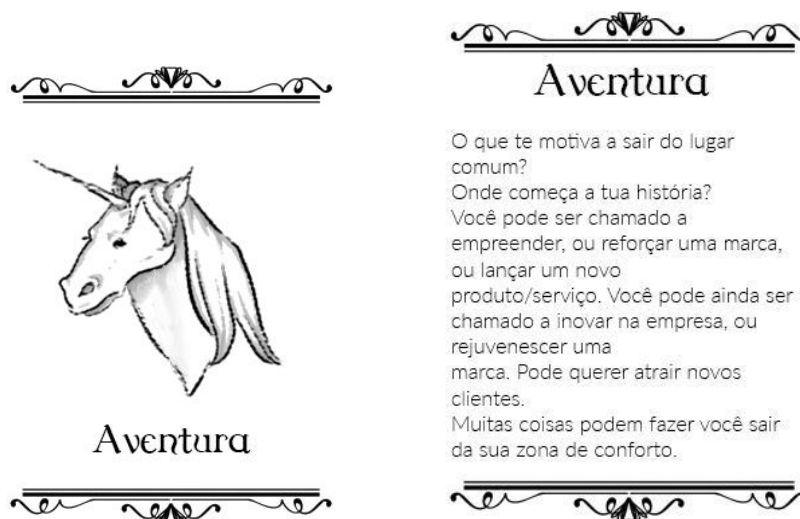 Aventura
Aventura
O que te motiva a sair do lugar
comum?
Onde começa a tua história?
Você pode ser chamado a
empreender, ou reforçar uma marca,
ou lançar um novo
produto/serviço. Você pode ainda ser
chamado a inovar na empresa, ou
rejuvenescer uma
marca. Pode querer atrair novos
clientes.
Muitas coisas podem fazer você sair
da sua zona de conforto.